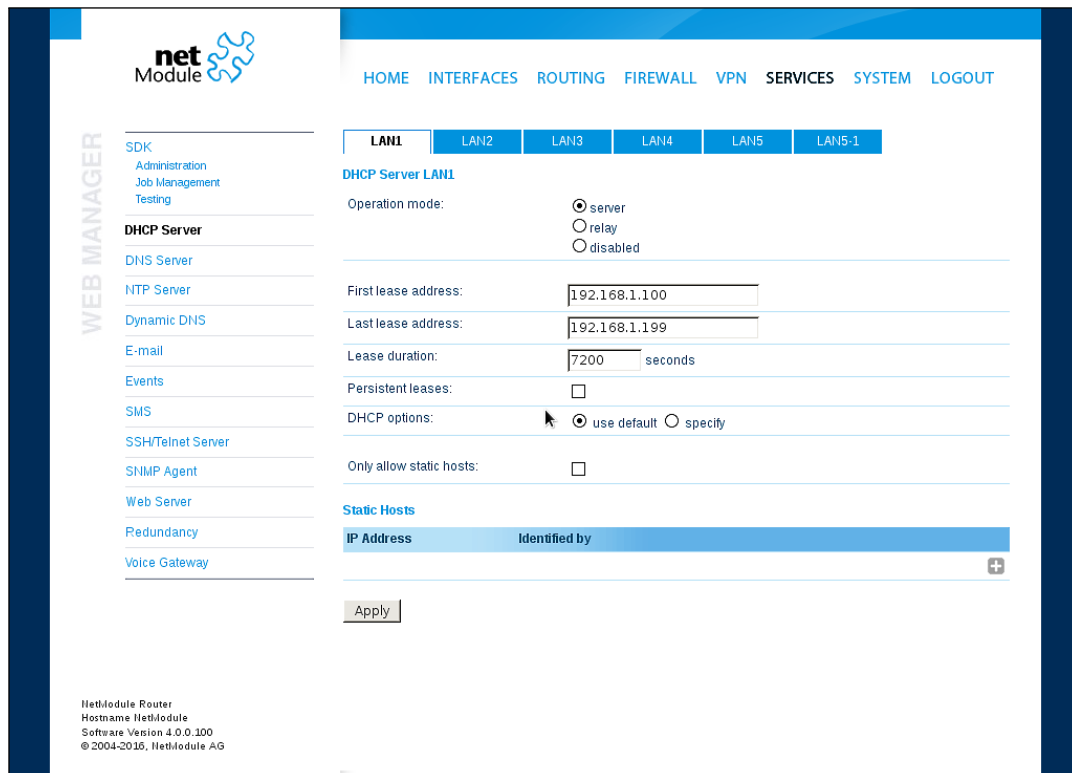 net
Module
HOME INTERFACES ROUTING FIREWALL VPN SERVICES SYSTEM LOGOUT
WEB MANAGER
SDK
Administration
Job Management
Testing
DHCP Server
DNS Server
NTP Server
Dynamic DNS
E-mail
Events
SMS
SSH/Telnet Server
SNMP Agent
Web Server
Redundancy
Voice Gateway
LAN1 LAN2 LAN3 LAN4 LAN5 LAN5-1
DHCP Server LAN1
Operation mode: server
relay
disabled
First lease address: 192.168.1.100
Last lease address: 192.168.1.199
Lease duration: 7200 seconds
Persistent leases:
DHCP options: use default specify
Only allow static hosts:
Static Hosts
IP Address Identified by
Apply
NetModule Router
Hostname NetModule
Software Version 4.0.0.100
© 2004-2016, NetModule AG